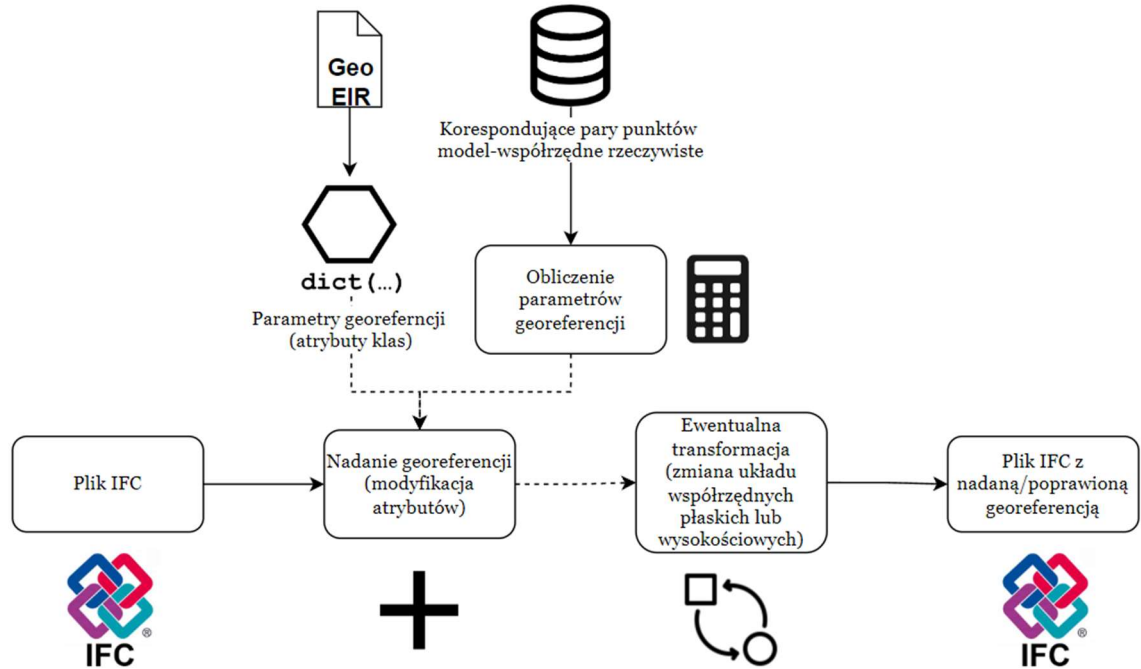 Geo
EIR
Korespondujące pary punktów
model-współrzędne rzeczywiste
dict(…)
Parametry georeferncji
(atrybuty klas)
Obliczenie
parametrów
georeferencji
Plik IFC
Nadanie georeferencji
(modyfikacja
atrybutów)
Ewentualna
transformacja
(zmiana układu
współrzędnych
płaskich lub
wysokościowych)
Plik IFC z
nadaną/poprawioną
georeferencją
®
IFC
®
IFC